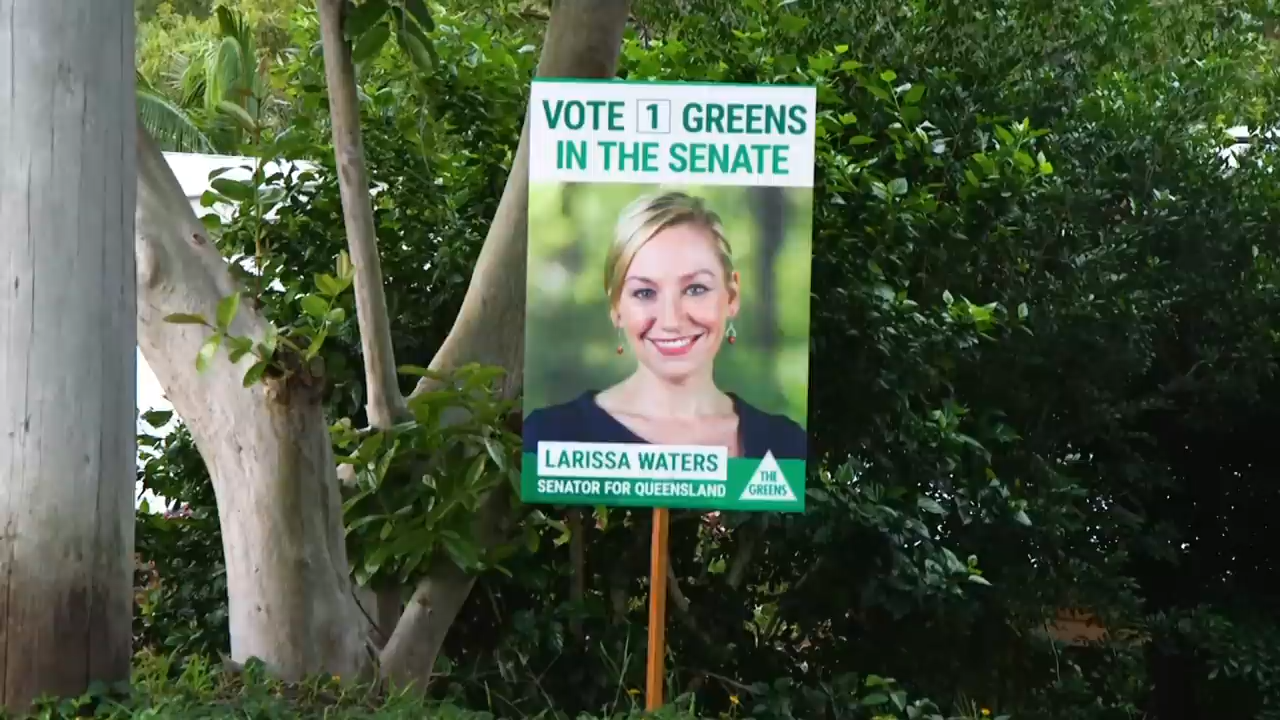 VOTE 1 GREENS
IN THE SENATE
LARISSA WATERS
SENATOR FOR QUEENSLAND
THE
GREENS